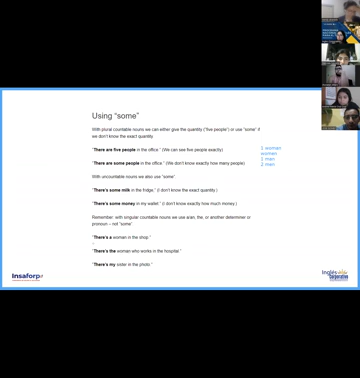 Using "some"
With plural countable nouns we can either give the quantity ("five people") or use "some" if
we don't know the exact quantity
"There are five people in the office." (We can see five people exactly)
1 woman
women
1 man
2 men
"There are some people in the office." (We don't know exactly how many people)
With uncountable nouns we also use "some"
"There's some milk in the fridge." (I don't know the exact quantity.)
"There's some money in my wallet." (I don't know exactly how much money.)
Remember: with singular countable nouns we use a/an, the, or another determiner or
pronoun – not "some".
"There's a woman in the shop."
"There's the woman who works in the hospital."
"There's my sister in the photo."
Insaforp
Inglés
Corporativo